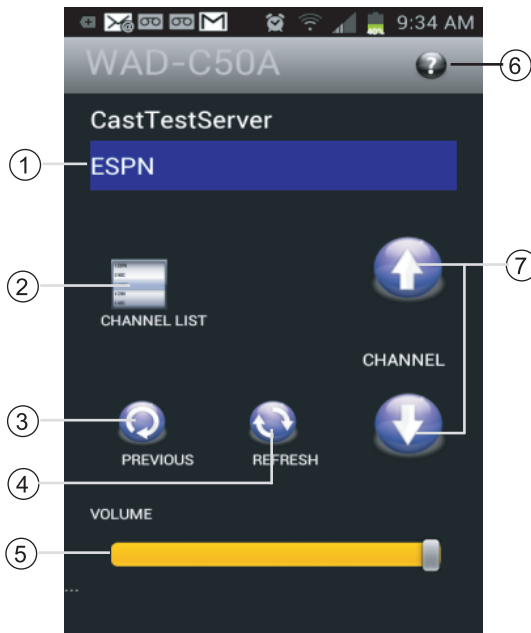 9:34 AM
40%
WAD-C50A
?
6
CastTestServer
1
ESPN
7
2
CHANNEL LIST
CHANNEL
3
PREVIOUS
REFRESH
4
VOLUME
5
...